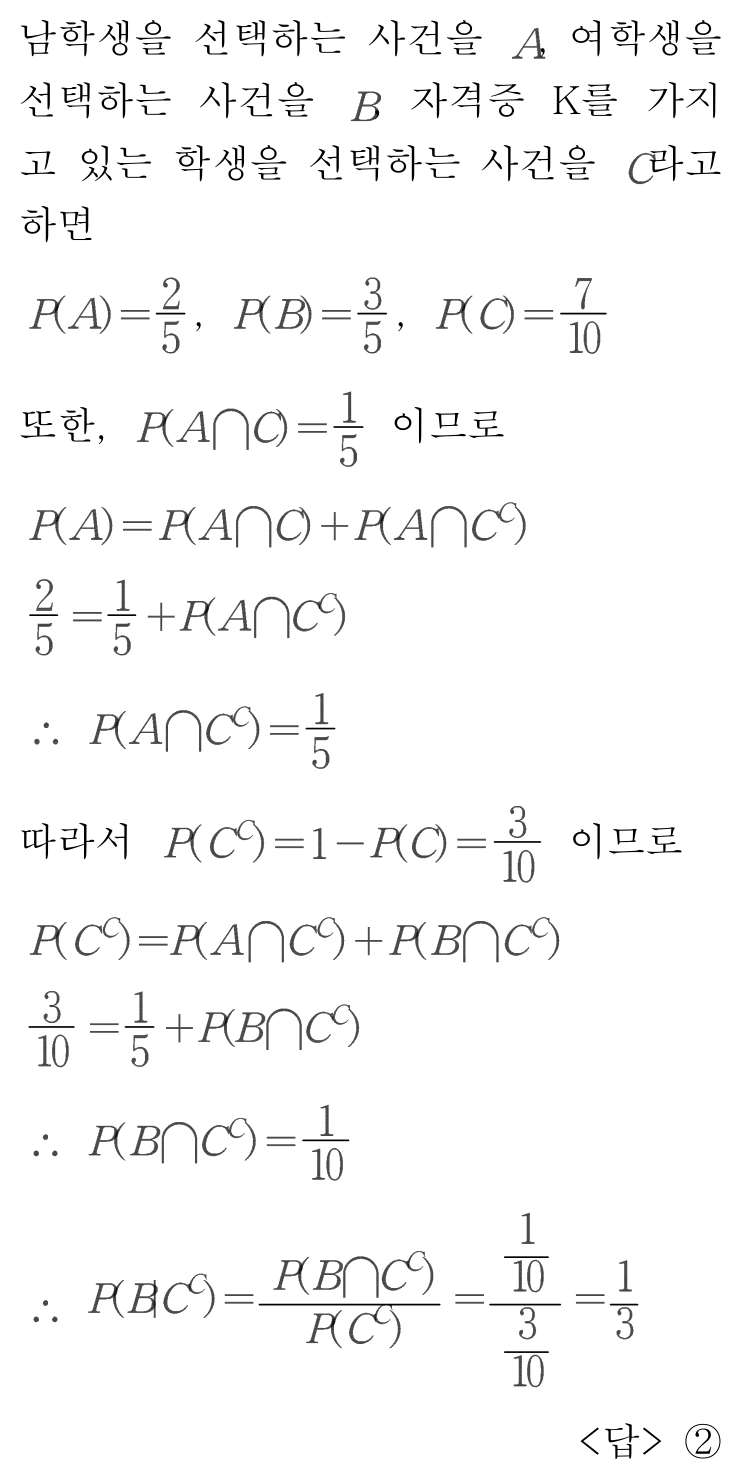 남학생을 선택하는 사건을 A, 여학생을
선택하는 사건을 B 자격증 K를 가지
고 있는 학생을 선택하는 사건을 C라고
하면
P(A)=2/5, P(B)=3/5, P(C)=7/10
또한, P(A∩C)=1/5 이므로
P(A)=P(A∩C)+P(A∩C^C)
2/5=1/5+P(A∩C^C)
∴ P(A∩C^C)=1/5
따라서 P(C^C)=1-P(C)=3/10 이므로
P(C^C)=P(A∩C^C)+P(B∩C^C)
3/10=1/5+P(B∩C^C)
∴ P(B∩C^C)=1/10
∴ P(B|C^C)=P(B∩C^C)/P(C^C)=(1/10)/(3/10)=1/3
<답> ②